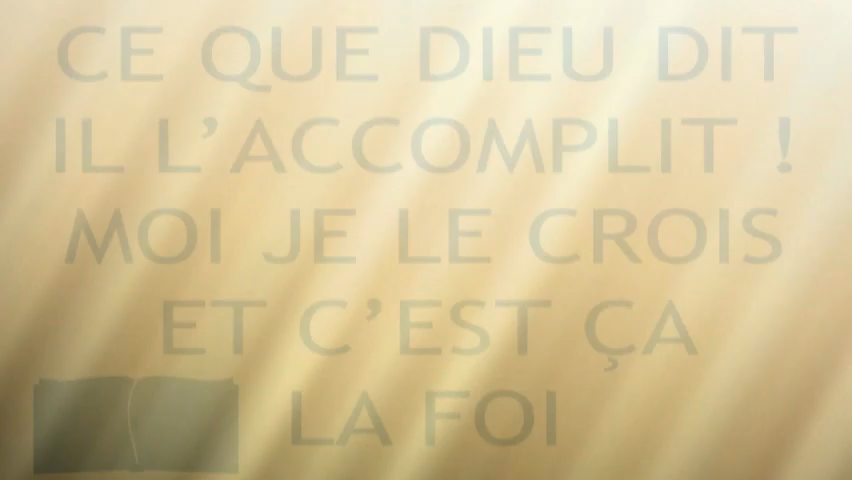 CE QUE DIEU DIT
IL L’ACCOMPLIT !
MOI JE LE CROIS
ET C’EST ÇA
LA FOI